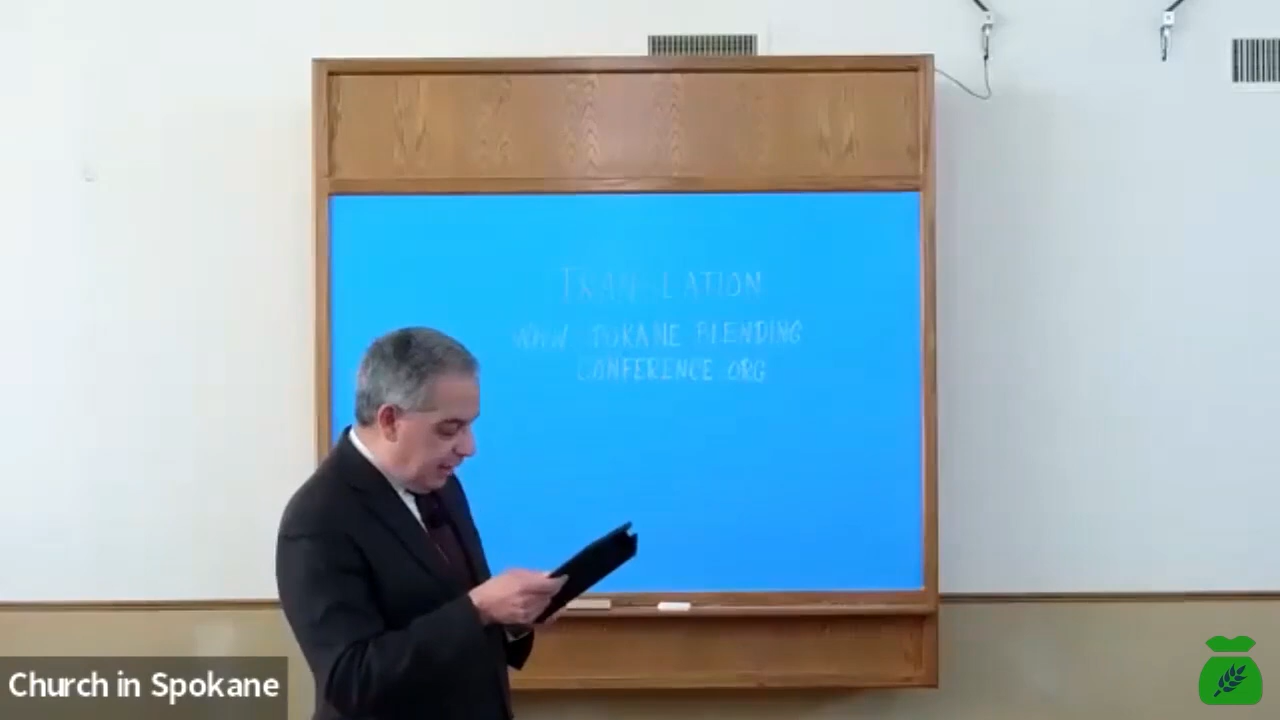 TRANSLATION
WWW. SPOKANE BLENDING
CONFERENCE.ORG
Church in Spokane